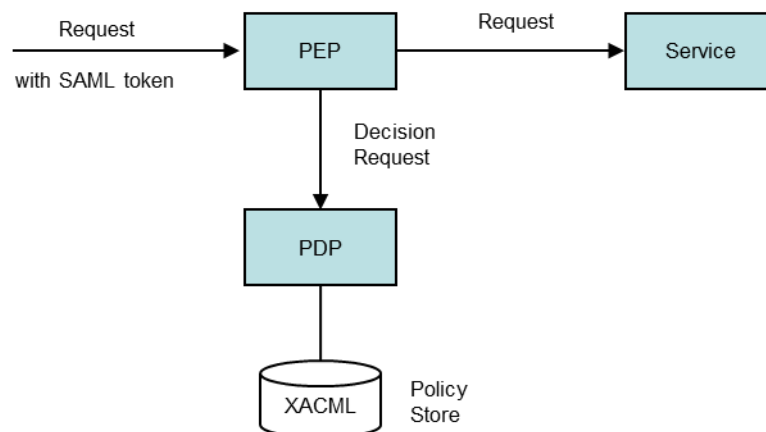 Request
with SAML token
PEP
Request
Service
Decision
Request
PDP
XACML
Policy
Store